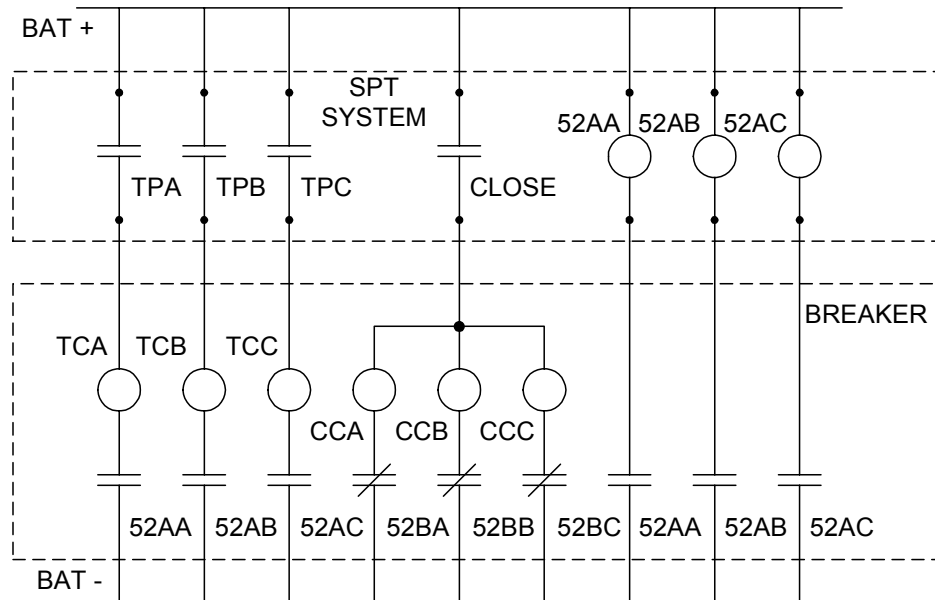 BAT +
SPT
SYSTEM
52AA 52AB 52AC
TPA TPB TPC CLOSE
BREAKER
TCA TCB TCC
CCA CCB CCC
52AA 52AB 52AC 52BA 52BB 52BC 52AA 52AB 52AC
BAT -